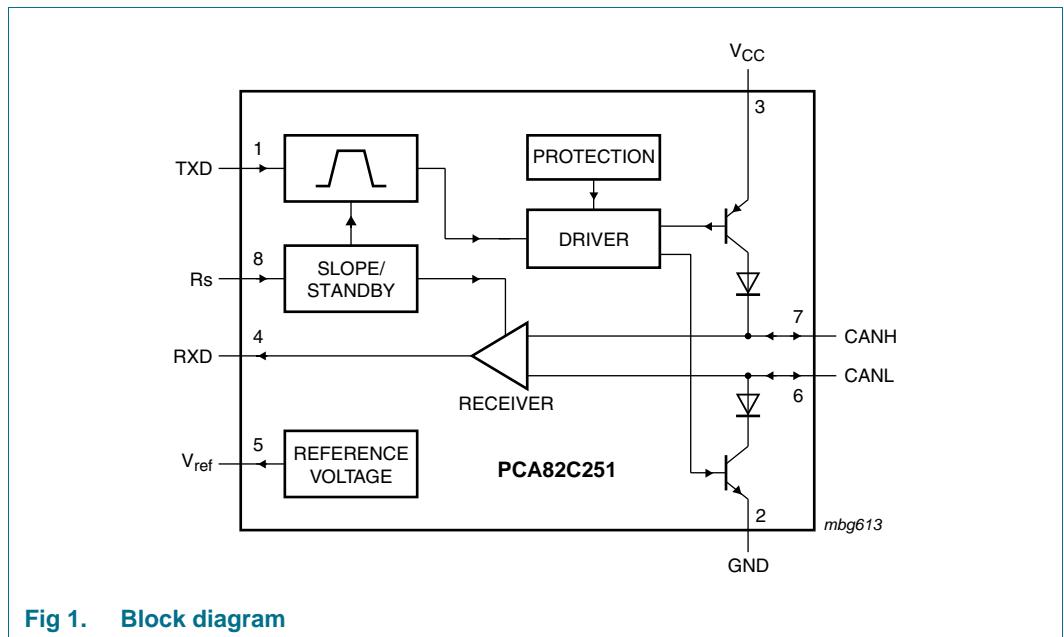 VCC
3
1
TXD
PROTECTION
DRIVER
8
Rs
SLOPE/
STANDBY
7
CANH
4
RXD
CANL
6
RECEIVER
5
Vref
REFERENCE
VOLTAGE
PCA82C251
2
mbg613
GND
Fig 1. Block diagram